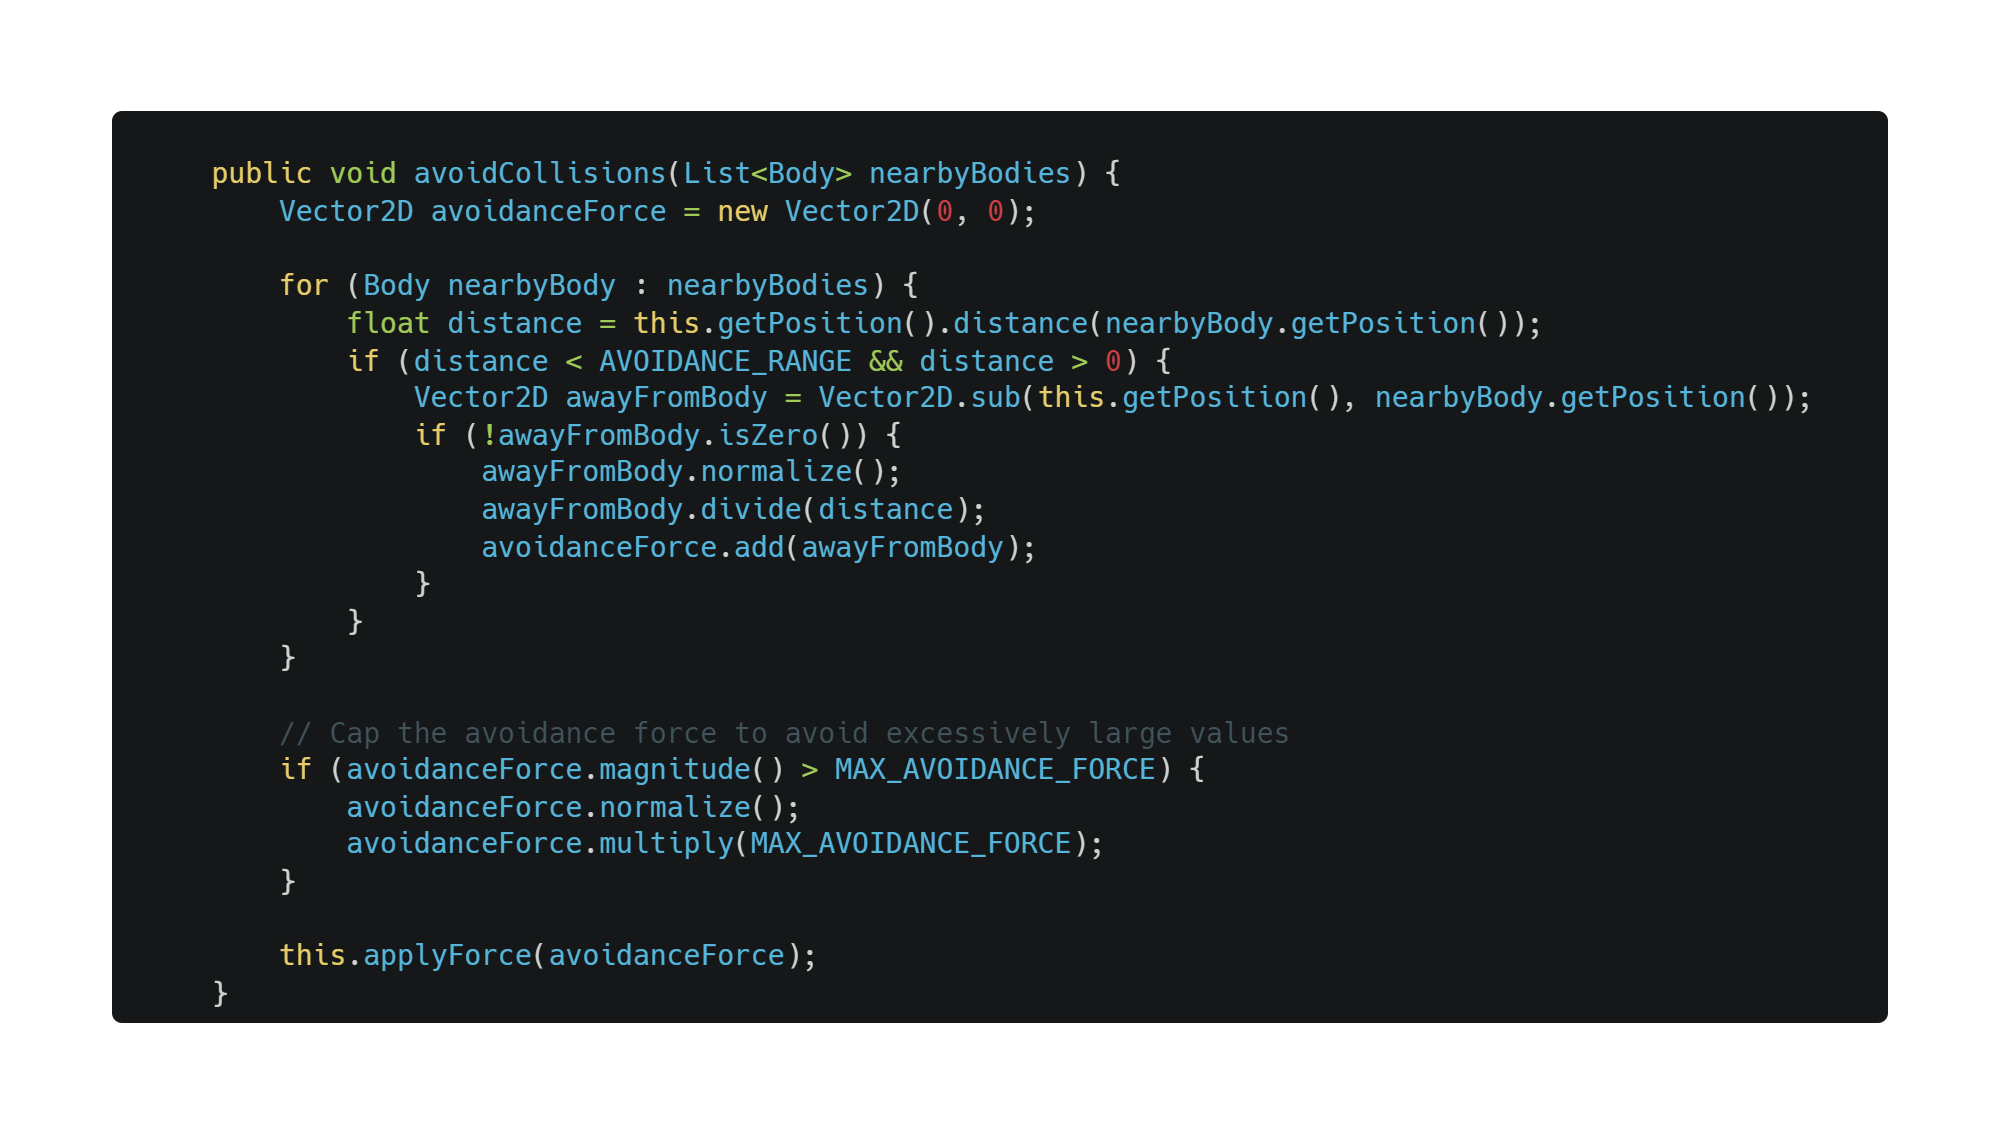 public void avoidCollisions(List<Body> nearbyBodies) {
    Vector2D avoidanceForce = new Vector2D(0, 0);

    for (Body nearbyBody : nearbyBodies) {
        float distance = this.getPosition().distance(nearbyBody.getPosition());
        if (distance < AVOIDANCE_RANGE && distance > 0) {
            Vector2D awayFromBody = Vector2D.sub(this.getPosition(), nearbyBody.getPosition());
            if (!awayFromBody.isZero()) {
                awayFromBody.normalize();
                awayFromBody.divide(distance);
                avoidanceForce.add(awayFromBody);
            }
        }
    }

    // Cap the avoidance force to avoid excessively large values
    if (avoidanceForce.magnitude() > MAX_AVOIDANCE_FORCE) {
        avoidanceForce.normalize();
        avoidanceForce.multiply(MAX_AVOIDANCE_FORCE);
    }

    this.applyForce(avoidanceForce);
}